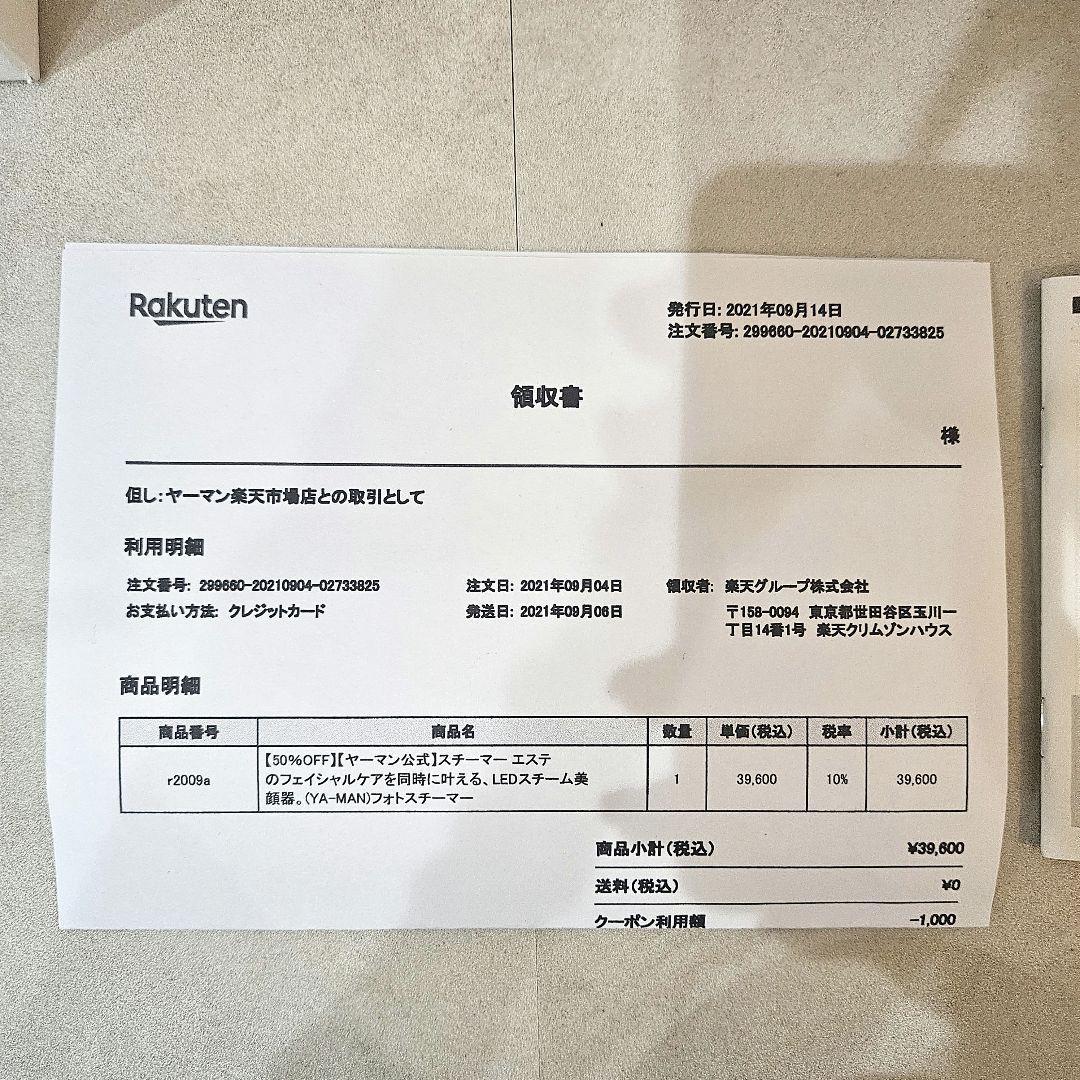 Rakuten
発行日: 2021年09月14日
注文番号: 299660-20210904-02733825
領収書
様
但し:ヤーマン楽天市場店との取引として
利用明細
注文番号: 299660-20210904-02733825 注文日: 2021年09月04日 領収者: 楽天グループ株式会社
お支払い方法: クレジットカード 発送日: 2021年09月06日 〒158-0094 東京都世田谷区玉川一
丁目14番1号 楽天クリムゾンハウス
商品明細
商品番号 商品名 数量 単価(税込) 税率 小計(税込)
【50%OFF】【ヤーマン公式】スチーマー エステ
r2009a のフェイシャルケアを同時に叶える、LEDスチーム美 1 39,600 10% 39,600
顔器。(YA-MAN)フォトスチーマー
商品小計(税込) ¥39,600
送料(税込) ¥0
クーポン利用額 -1,000